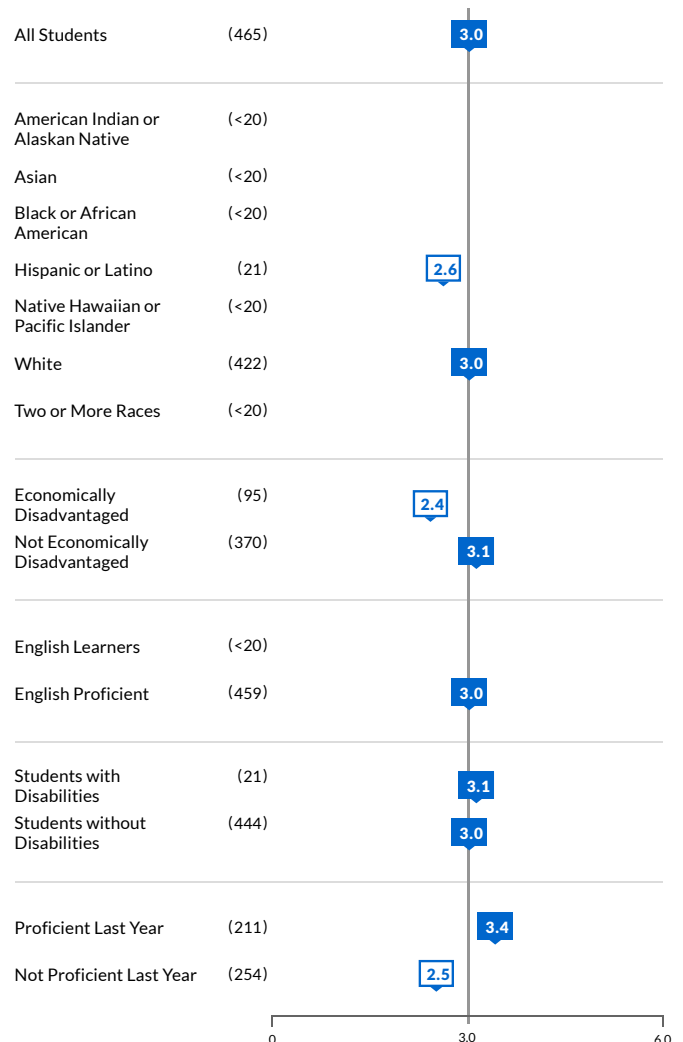 All Students (465) 3.0
American Indian or (<20)
Alaskan Native
Asian (<20)
Black or African (<20)
American
Hispanic or Latino (21) 2.6
Native Hawaiian or (<20)
Pacific Islander
White (422) 3.0
Two or More Races (<20)
Economically (95) 2.4
Disadvantaged
Not Economically (370) 3.1
Disadvantaged
English Learners (<20)
English Proficient (459) 3.0
Students with (21) 3.1
Disabilities
Students without (444) 3.0
Disabilities
Proficient Last Year (211) 3.4
Not Proficient Last Year (254) 2.5
0 3.0 6.0